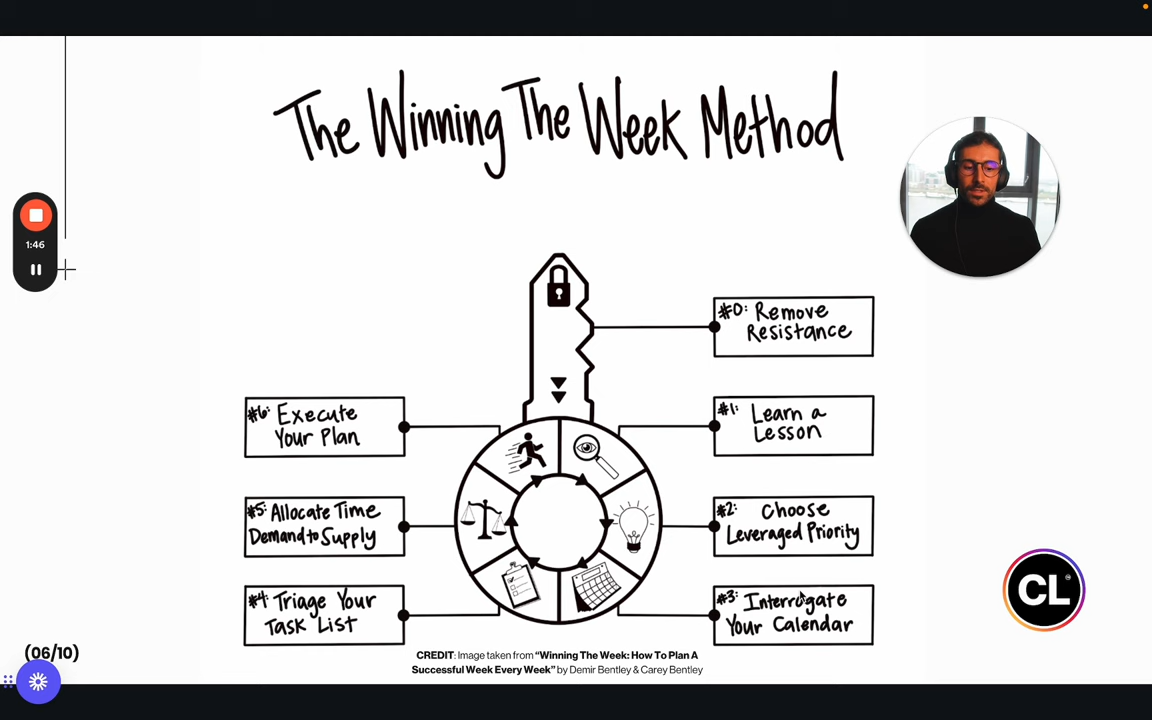 The Winning The Week Method
1:46
#0: Remove
Resistance
#6: Execute
Your Plan
#1: Learn a
Lesson
#5: Allocate Time
Demand to Supply
#2: Choose
Leveraged Priority
#4: Triage Your
Task List
#3: Interrogate
Your Calendar
CL
(06/10)
CREDIT: Image taken from "Winning The Week: How To Plan A
Successful Week Every Week" by Demir Bentley & Carey Bentley